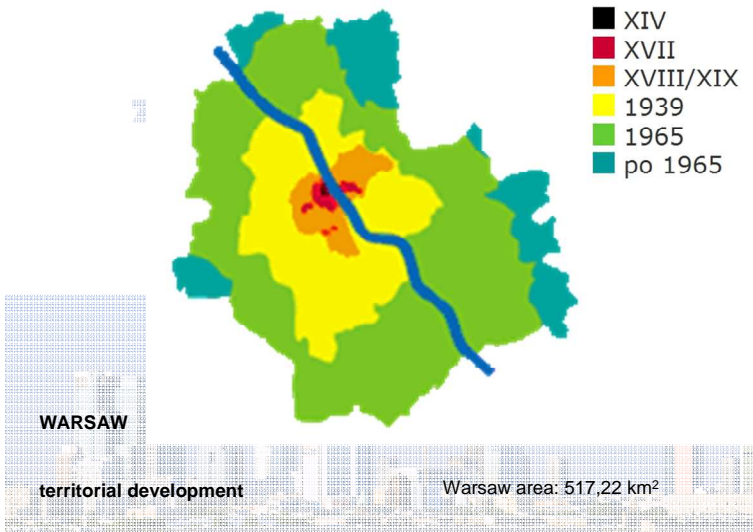 XIV
XVII
XVIII/XIX
1939
1965
po 1965
WARSAW
territorial development
Warsaw area: 517,22 km²